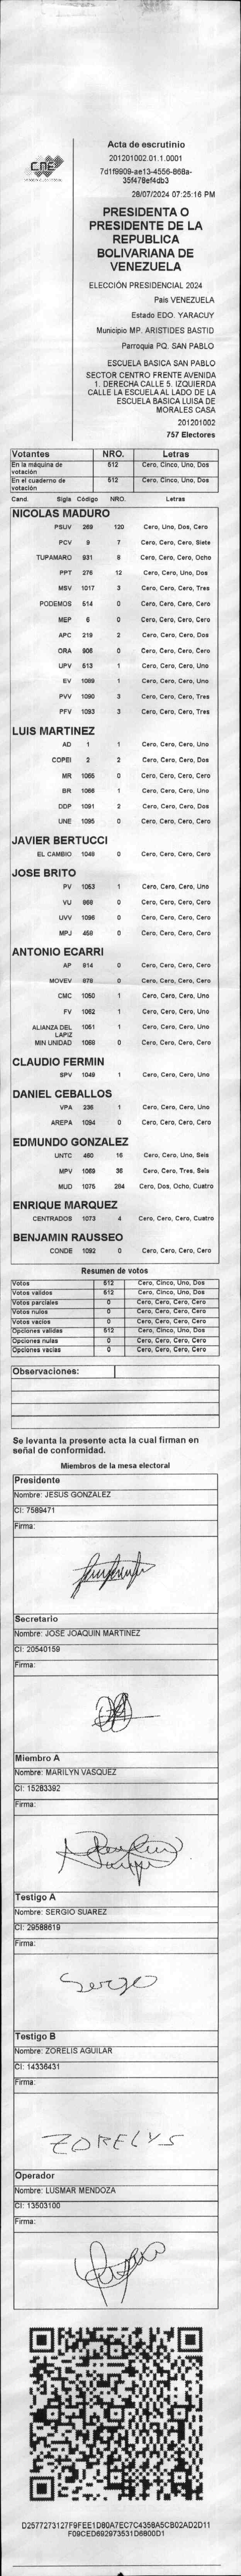 CNE
Acta de escrutinio
201201002.01.1.0001
7d1f9909-ae13-4556-868a-
35f478ef4db3
28/07/2024 07:25:16 PM
PRESIDENTA O
PRESIDENTE DE LA
REPUBLICA
BOLIVARIANA DE
VENEZUELA
ELECCIÓN PRESIDENCIAL 2024
País VENEZUELA
Estado EDO. YARACUY
Municipio MP. ARISTIDES BASTID
Parroquia PQ. SAN PABLO
ESCUELA BASICA SAN PABLO
SECTOR CENTRO FRENTE AVENIDA
1. DERECHA CALLE 5. IZQUIERDA
CALLE LA ESCUELA AL LADO DE LA
ESCUELA BASICA LUISA DE
MORALES CASA
201201002
757 Electores
Votantes NRO. Letras
En la máquina de votación 512 Cero, Cinco, Uno, Dos
En el cuaderno de votación 512 Cero, Cinco, Uno, Dos
Cand. Sigla Código NRO. Letras
NICOLAS MADURO
PSUV 269 120 Cero, Uno, Dos, Cero
PCV 9 7 Cero, Cero, Cero, Siete
TUPAMARO 931 8 Cero, Cero, Cero, Ocho
PPT 276 12 Cero, Cero, Uno, Dos
MSV 1017 3 Cero, Cero, Cero, Tres
PODEMOS 514 0 Cero, Cero, Cero, Cero
MEP 6 0 Cero, Cero, Cero, Cero
APC 219 2 Cero, Cero, Cero, Dos
ORA 906 0 Cero, Cero, Cero, Cero
UPV 513 1 Cero, Cero, Cero, Uno
EV 1089 1 Cero, Cero, Cero, Uno
PVV 1090 3 Cero, Cero, Cero, Tres
PFV 1093 3 Cero, Cero, Cero, Tres
LUIS MARTINEZ
AD 1 1 Cero, Cero, Cero, Uno
COPEI 2 2 Cero, Cero, Cero, Dos
MR 1065 0 Cero, Cero, Cero, Cero
BR 1066 1 Cero, Cero, Cero, Uno
DDP 1091 2 Cero, Cero, Cero, Dos
UNE 1095 0 Cero, Cero, Cero, Cero
JAVIER BERTUCCI
EL CAMBIO 1048 0 Cero, Cero, Cero, Cero
JOSE BRITO
PV 1053 1 Cero, Cero, Cero, Uno
VU 868 0 Cero, Cero, Cero, Cero
UVV 1096 0 Cero, Cero, Cero, Cero
MPJ 458 0 Cero, Cero, Cero, Cero
ANTONIO ECARRI
AP 814 0 Cero, Cero, Cero, Cero
MOVEV 878 0 Cero, Cero, Cero, Cero
CMC 1050 1 Cero, Cero, Cero, Uno
FV 1062 1 Cero, Cero, Cero, Uno
ALIANZA DEL LAPIZ 1051 1 Cero, Cero, Cero, Uno
MIN UNIDAD 1068 0 Cero, Cero, Cero, Cero
CLAUDIO FERMIN
SPV 1049 1 Cero, Cero, Cero, Uno
DANIEL CEBALLOS
VPA 236 1 Cero, Cero, Cero, Uno
AREPA 1094 0 Cero, Cero, Cero, Cero
EDMUNDO GONZALEZ
UNTC 460 16 Cero, Cero, Uno, Seis
MPV 1069 36 Cero, Cero, Tres, Seis
MUD 1075 284 Cero, Dos, Ocho, Cuatro
ENRIQUE MARQUEZ
CENTRADOS 1073 4 Cero, Cero, Cero, Cuatro
BENJAMIN RAUSSEO
CONDE 1092 0 Cero, Cero, Cero, Cero
Resumen de votos
Votos 512 Cero, Cinco, Uno, Dos
Votos validos 512 Cero, Cinco, Uno, Dos
Votos parciales 0 Cero, Cero, Cero, Cero
Votos nulos 0 Cero, Cero, Cero, Cero
Votos vacios 0 Cero, Cero, Cero, Cero
Opciones validas 512 Cero, Cinco, Uno, Dos
Opciones nulas 0 Cero, Cero, Cero, Cero
Opciones vacias 0 Cero, Cero, Cero, Cero
Observaciones:
Se levanta la presente acta la cual firman en
señal de conformidad.
Miembros de la mesa electoral
Presidente
Nombre: JESUS GONZALEZ
CI: 7589471
Firma:
Secretario
Nombre: JOSE JOAQUIN MARTINEZ
CI: 20540159
Firma:
Miembro A
Nombre: MARILYN VASQUEZ
CI: 15283392
Firma:
Testigo A
Nombre: SERGIO SUAREZ
CI: 29588619
Firma:
Sergio
Testigo B
Nombre: ZORELIS AGUILAR
CI: 14336431
Firma:
ZORELYS
Operador
Nombre: LUSMAR MENDOZA
CI: 13503100
Firma:
D2577273127F9FEE1D80A7EC7C4358A5CB02AD2D11
F09CED692973531D6800D1